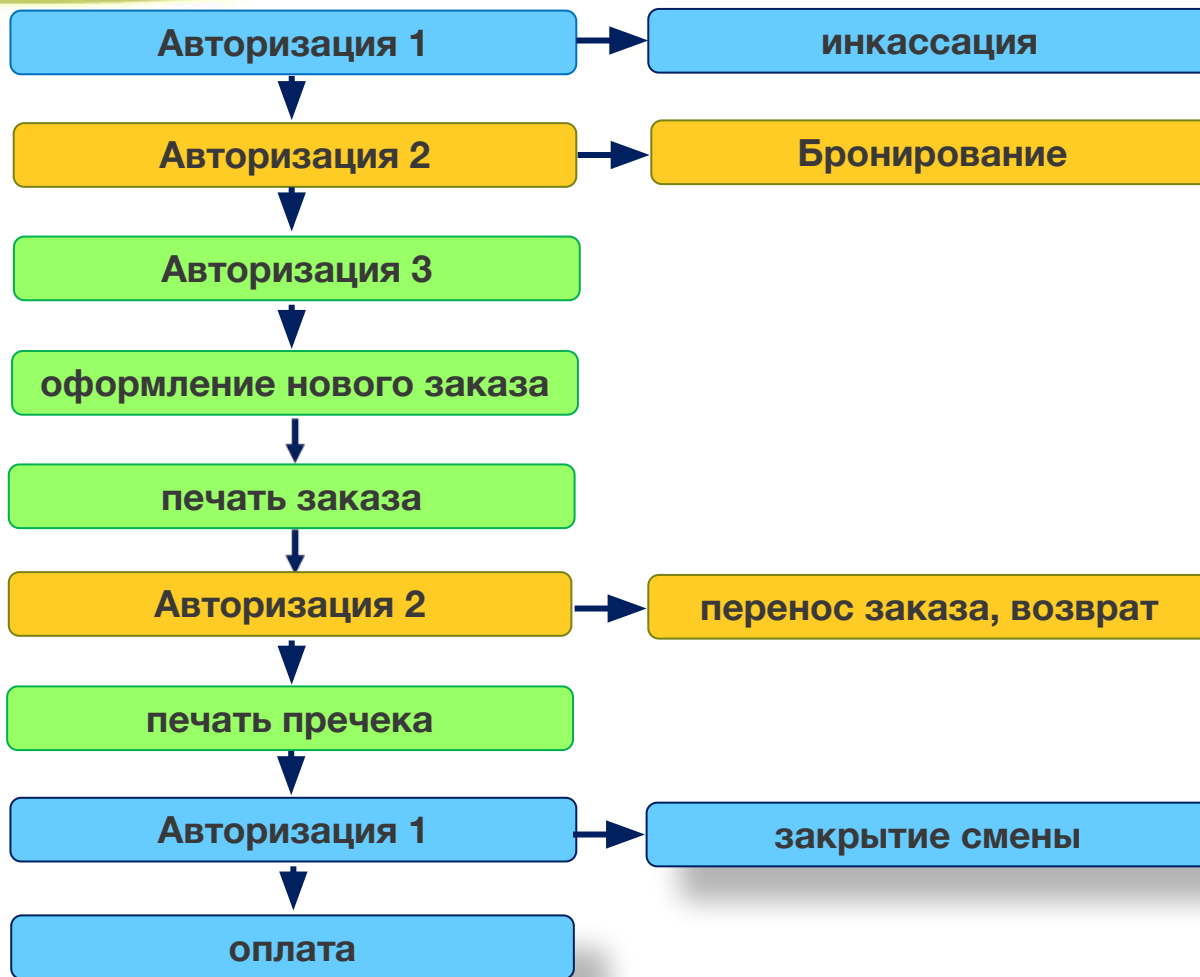 Авторизация 1
инкассация
Авторизация 2
Бронирование
Авторизация 3
оформление нового заказа
печать заказа
Авторизация 2
перенос заказа, возврат
печать пречека
Авторизация 1
закрытие смены
оплата